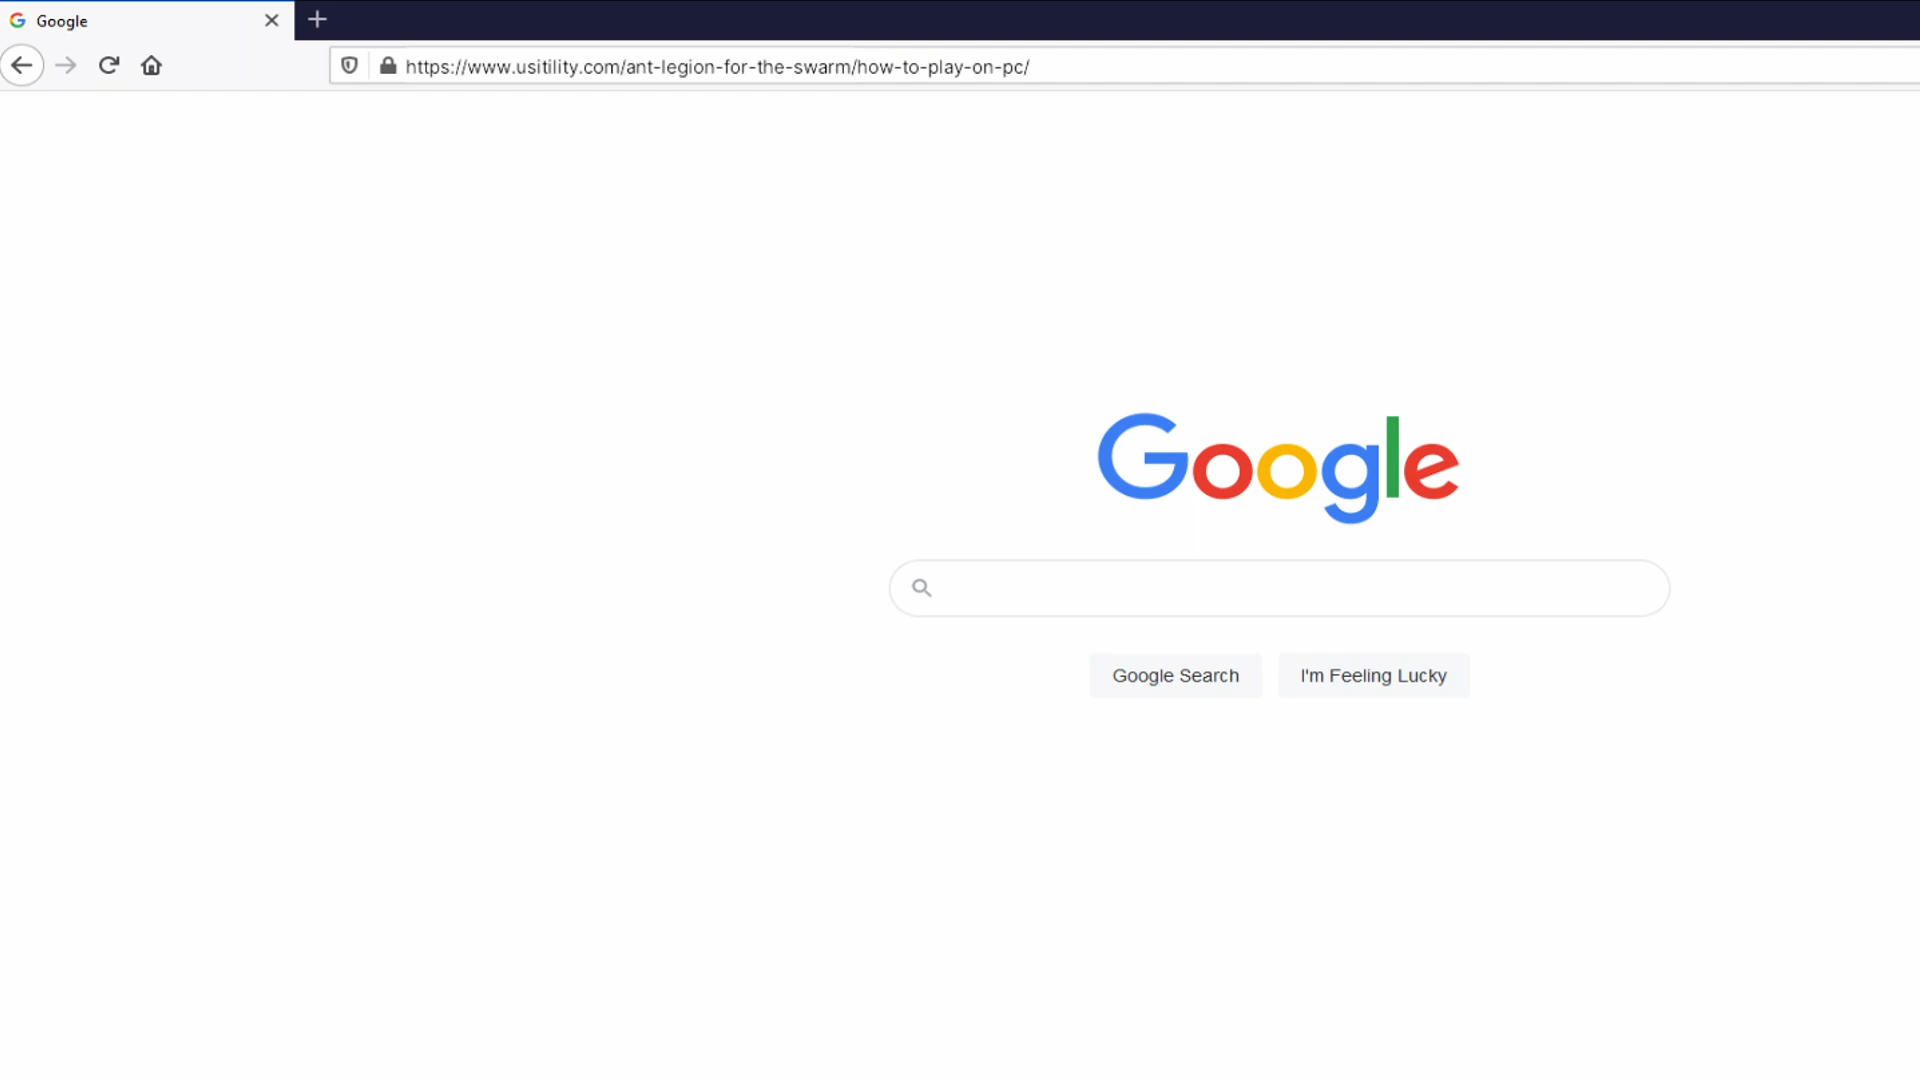 Google
https://www.usitility.com/ant-legion-for-the-swarm/how-to-play-on-pc/
Google
Google Search
I'm Feeling Lucky